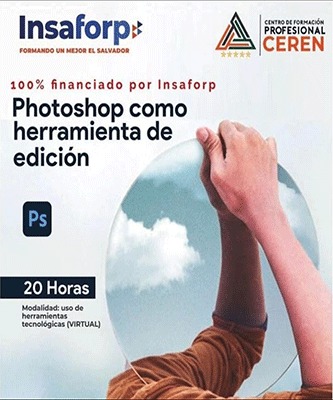 Insaforp
FORMANDO UN MEJOR EL SALVADOR
CENTRO DE FORMACIÓN
PROFESIONAL
CEREN
100% financiado por Insaforp
Photoshop como
herramienta de
edición
Ps
20 Horas
Modalidad: uso de
herramientas
tecnológicas (VIRTUAL)